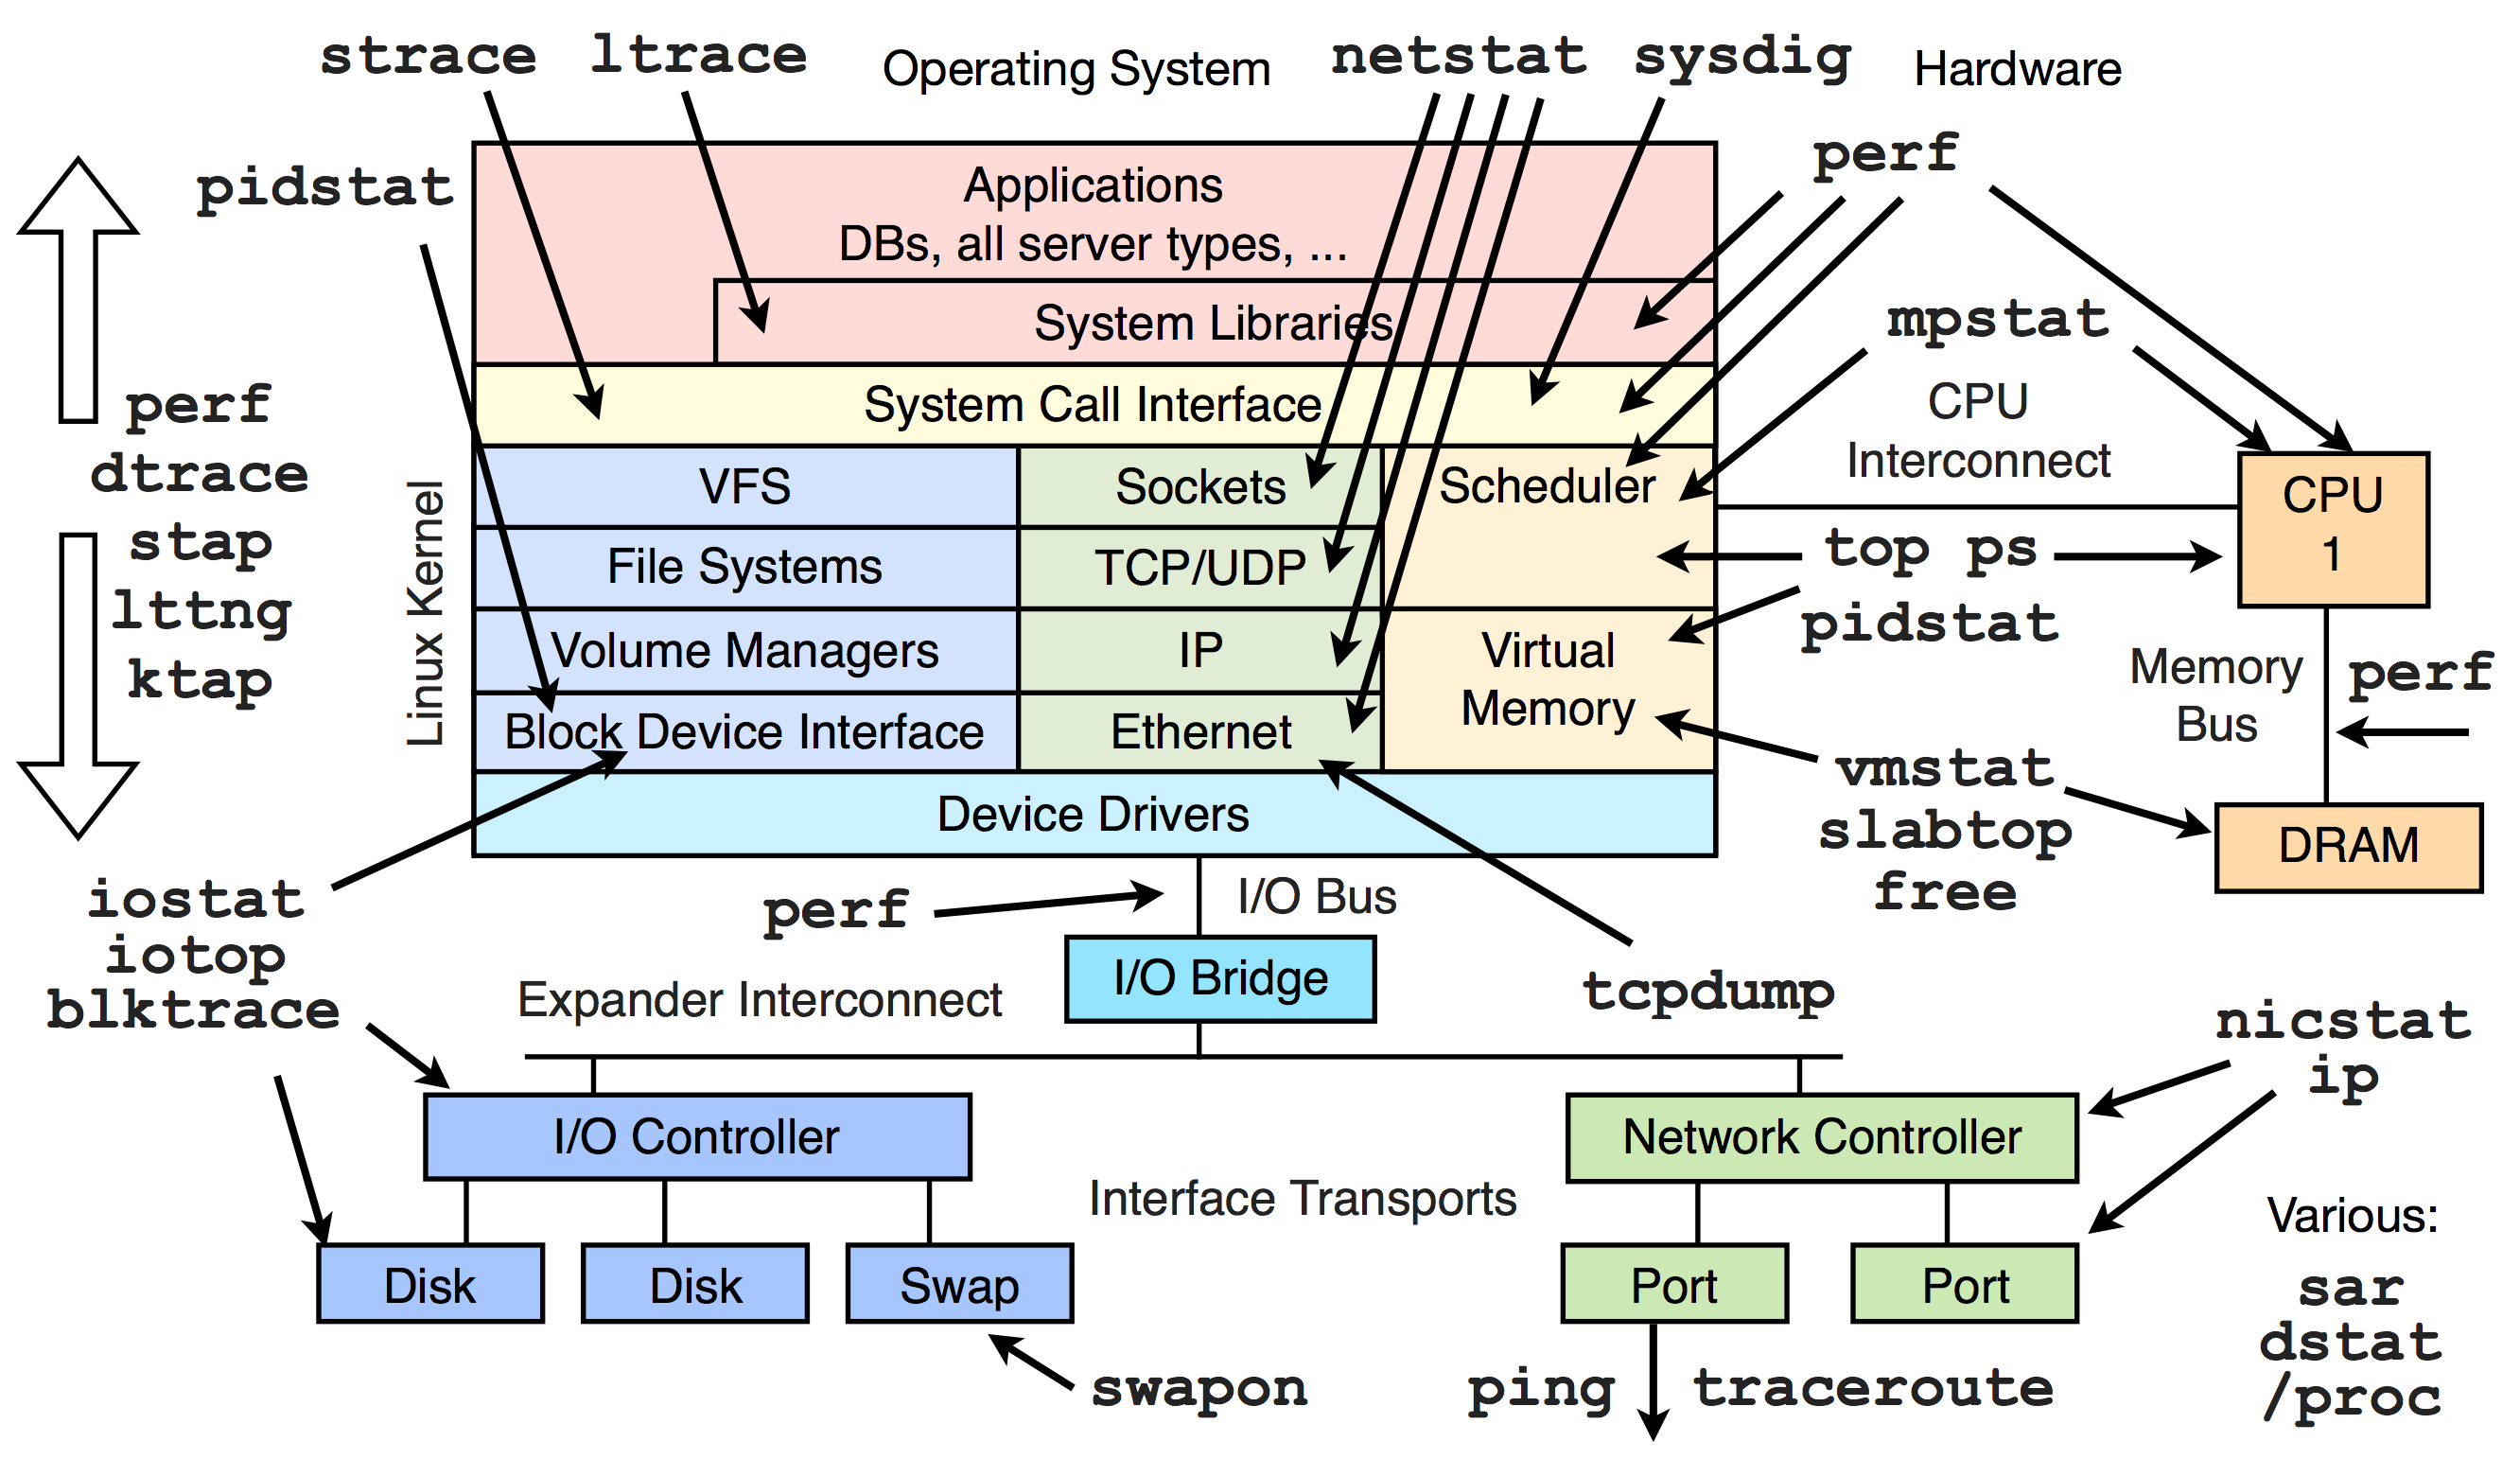 strace ltrace Operating System netstat sysdig Hardware
perf
pidstat
Applications
DBs, all server types, ...
System Libraries
mpstat
System Call Interface
CPU
Interconnect
perf
dtrace
stap
lttng
ktap
Linux Kernel
VFS
Sockets
Scheduler
File Systems
TCP/UDP
Volume Managers
IP
Virtual
Memory
Block Device Interface
Ethernet
Device Drivers
CPU
1
top ps
pidstat
Memory
Bus
perf
vmstat
slabtop
free
DRAM
iostat
iotop
blktrace
perf
I/O Bus
I/O Bridge
Expander Interconnect
tcpdump
nicstat
ip
I/O Controller
Network Controller
Interface Transports
Disk
Disk
Swap
Port
Port
swapon
ping
traceroute
Various:
sar
dstat
/proc